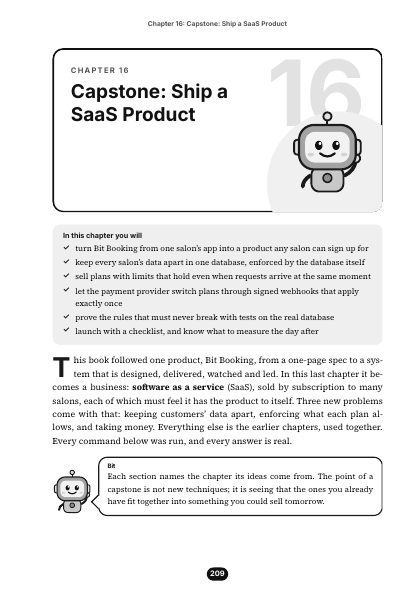 Chapter 16: Capstone: Ship a SaaS Product
CHAPTER 16
16
Capstone: Ship a
SaaS Product
In this chapter you will
✓ turn Bit Booking from one salon's app into a product any salon can sign up for
✓ keep every salon's data apart in one database, enforced by the database itself
✓ sell plans with limits that hold even when requests arrive at the same moment
✓ let the payment provider switch plans through signed webhooks that apply
exactly once
✓ prove the rules that must never break with tests on the real database
✓ launch with a checklist, and know what to measure the day after
This book followed one product, Bit Booking, from a one-page spec to a sys-
tem that is designed, delivered, watched and led. In this last chapter it be-
comes a business: software as a service (SaaS), sold by subscription to many
salons, each of which must feel it has the product to itself. Three new problems
come with that: keeping customers' data apart, enforcing what each plan al-
lows, and taking money. Everything else is the earlier chapters, used together.
Every command below was run, and every answer is real.
Bit
Each section names the chapter its ideas come from. The point of a
capstone is not new techniques; it is seeing that the ones you already
have fit together into something you could sell tomorrow.
209